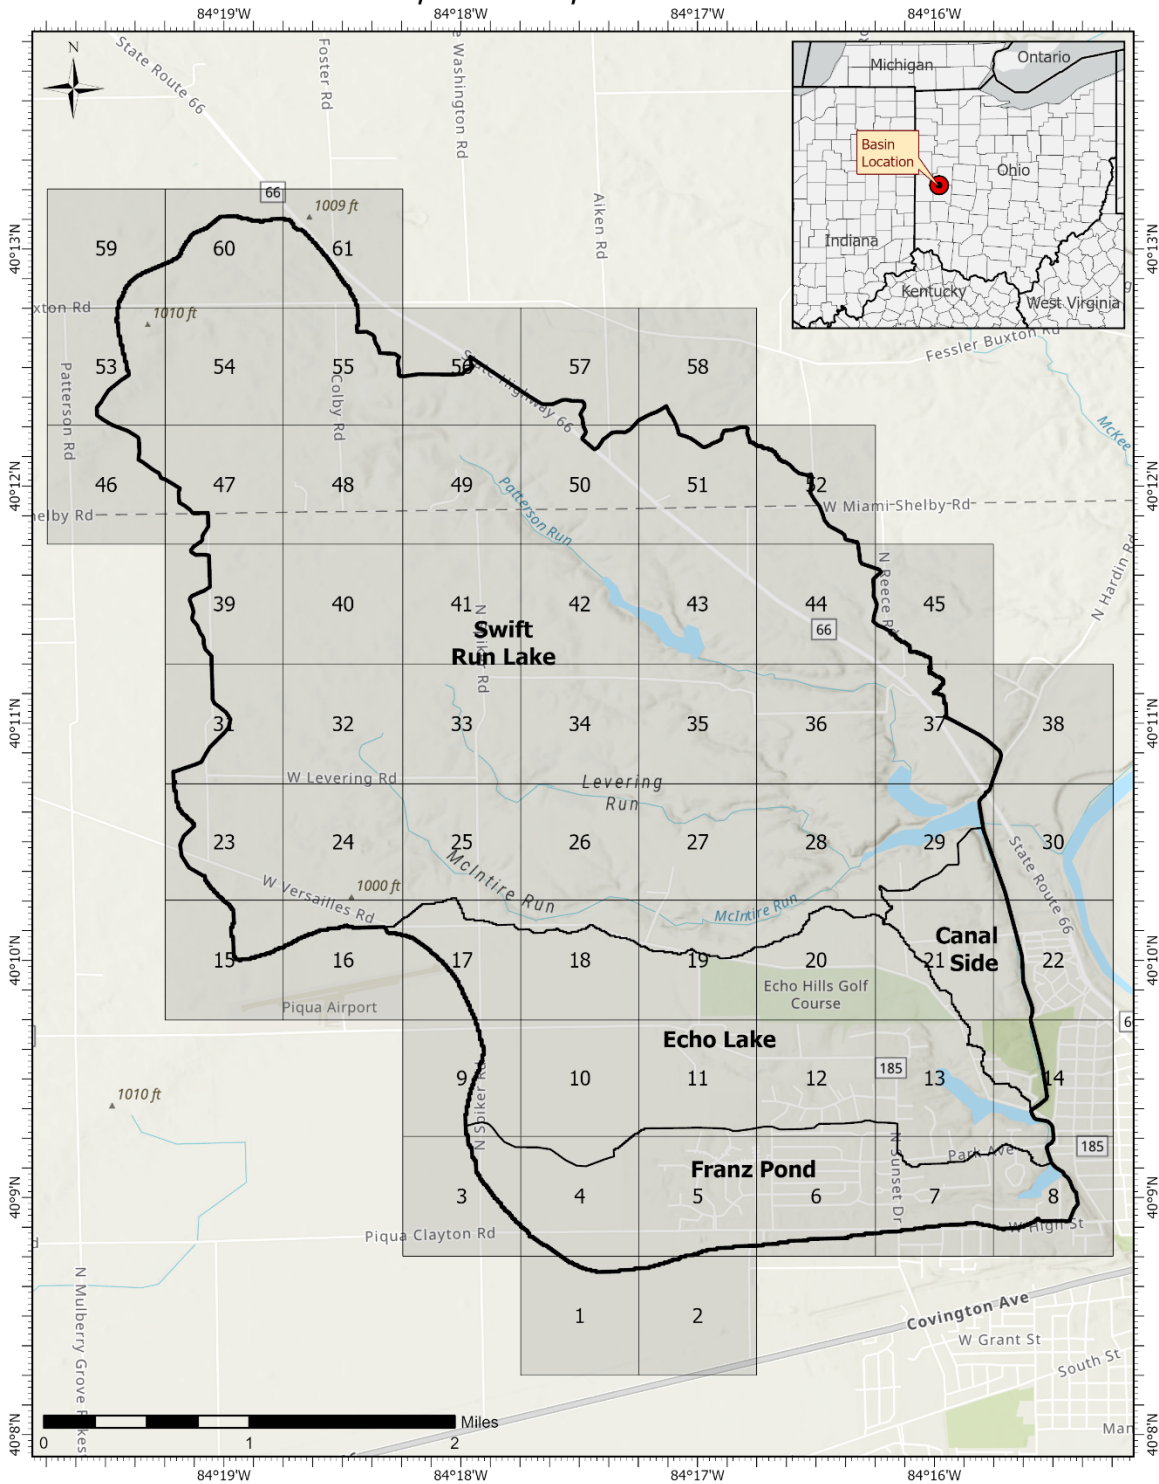 84°19'W 84°18'W 84°17'W 84°16'W
N
State Route 66
Foster Rd
e Washington Rd
Aiken Rd
Michigan
Ontario
Basin
Location
Ohio
Indiana
Kentucky
West Virginia
66
1009 ft
40°13'N
59 60 61
40°13'N
xton Rd
1010 ft
Fessler Buxton Rd
53 54 55 56 57 58
Patterson Rd
Colby Rd
State Highway 66
McKee
40°12'N
46 47 48 49 50 51 52
40°12'N
Patterson Run
helby Rd
W Miami-Shelby-Rd
N Reece Rd
N Hardin Rd
39 40 41 42 43 44 45
66
Swift
Run Lake
N Spiker Rd
40°11'N
31 32 33 34 35 36 37 38
40°11'N
W Levering Rd
Levering
Run
23 24 25 26 27 28 29 30
McIntire Run
State Route 66
W Versailles Rd
1000 ft
McIntire Run
Canal
Side
40°10'N
15 16 17 18 19 20 21 22
40°10'N
Piqua Airport
Echo Hills Golf
Course
6
Echo Lake
185
9 10 11 12 13 14
1010 ft
N Spiker Rd
185
Park Ave
Franz Pond
N Sunset Dr
40°9'N
3 4 5 6 7 8
40°9'N
W High St
d
Piqua Clayton Rd
N Mulberry Grove
kes
1 2
Covington Ave
W Grant St
South St
Man
40°8'N
40°8'N
Miles
0 1 2
84°19'W 84°18'W 84°17'W 84°16'W